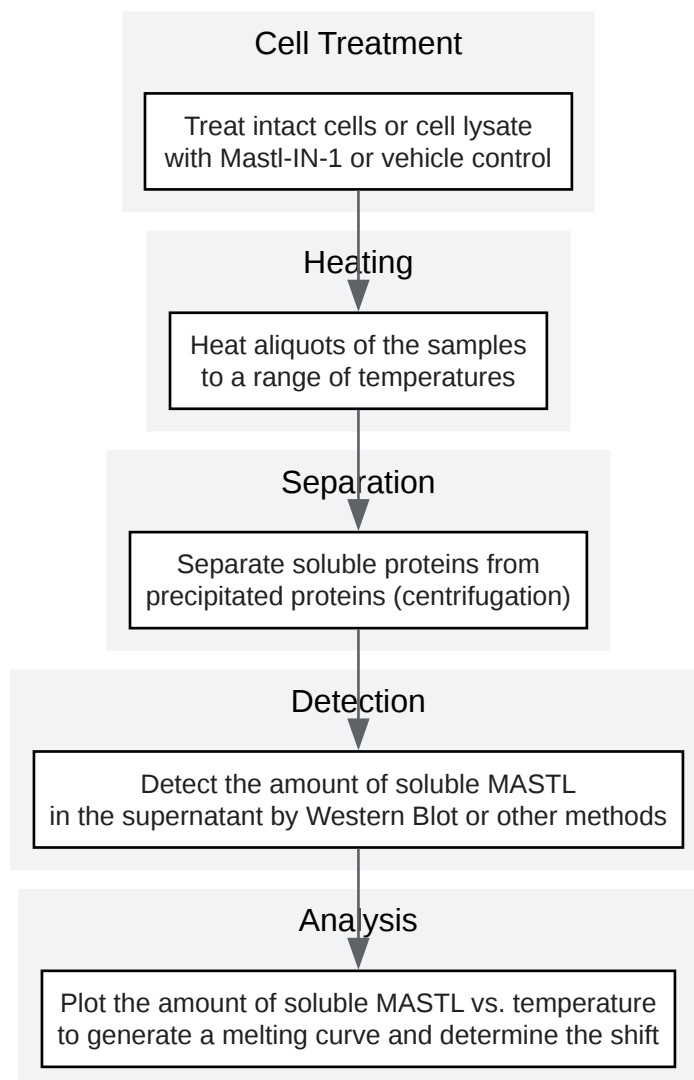 Cell Treatment
Treat intact cells or cell lysate
with Mastl-IN-1 or vehicle control
Heating
Heat aliquots of the samples
to a range of temperatures
Separation
Separate soluble proteins from
precipitated proteins (centrifugation)
Detection
Detect the amount of soluble MASTL
in the supernatant by Western Blot or other methods
Analysis
Plot the amount of soluble MASTL vs. temperature
to generate a melting curve and determine the shift